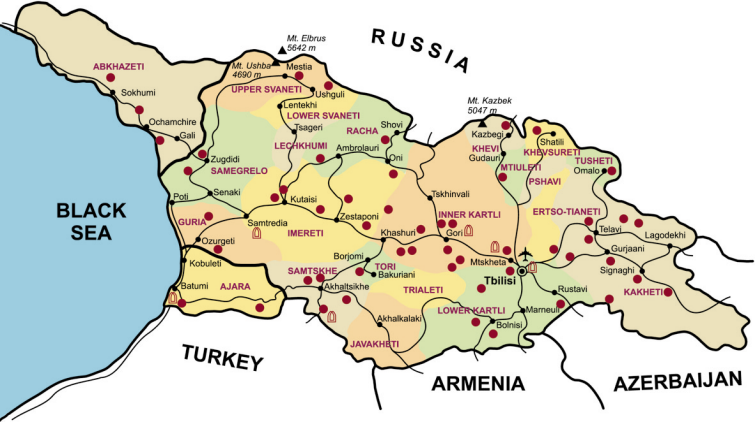 RUSSIA
Mt. Elbrus
5642 m
Mt. Ushba
4690 m
ABKHAZETI
Mestia
UPPER SVANETI
Ushguli
Sokhumi
Lentekhi
LOWER SVANETI
Mt. Kazbek
5047 m
Ochamchire
Tsageri
Shovi
RACHA
Kazbegi
Shatili
Gali
LECHKHUMI
Ambrolauri
KHEVI
KHEVSURETI
Zugdidi
Oni
Gudauri
TUSHETI
SAMEGRELO
MTIULETI
Omalo
PSHAVI
Senaki
Poti
Kutaisi
Tskhinvali
BLACK
SEA
GURIA
Samtredia
Zestaponi
INNER KARTLI
ERTSO-TIANETI
IMERETI
Khashuri
Gori
Telavi
Lagodekhi
Ozurgeti
Gurjaani
Kobuleti
Borjomi
Mtskheta
SAMTSKHE
TORI
Bakuriani
Tbilisi
Signaghi
Batumi
AJARA
Akhaltsikhe
TRIALETI
Rustavi
KAKHETI
LOWER KARTLI
Marneuli
Akhalkalaki
Bolnisi
JAVAKHETI
TURKEY
ARMENIA
AZERBAIJAN